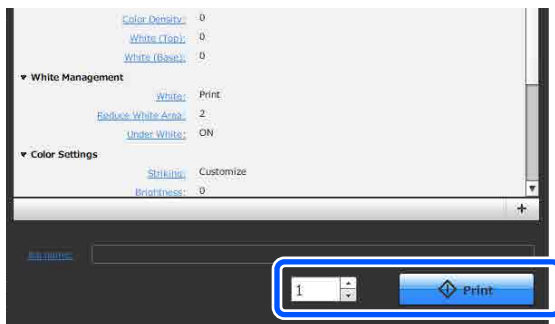 Color Density: 0
White (Top): 0
White (Base): 0
▼ White Management
White: Print
Reduce White Area: 2
Under White: ON
▼ Color Settings
Striking: Customize
Brightness: 0
+
Job name:
1 Print